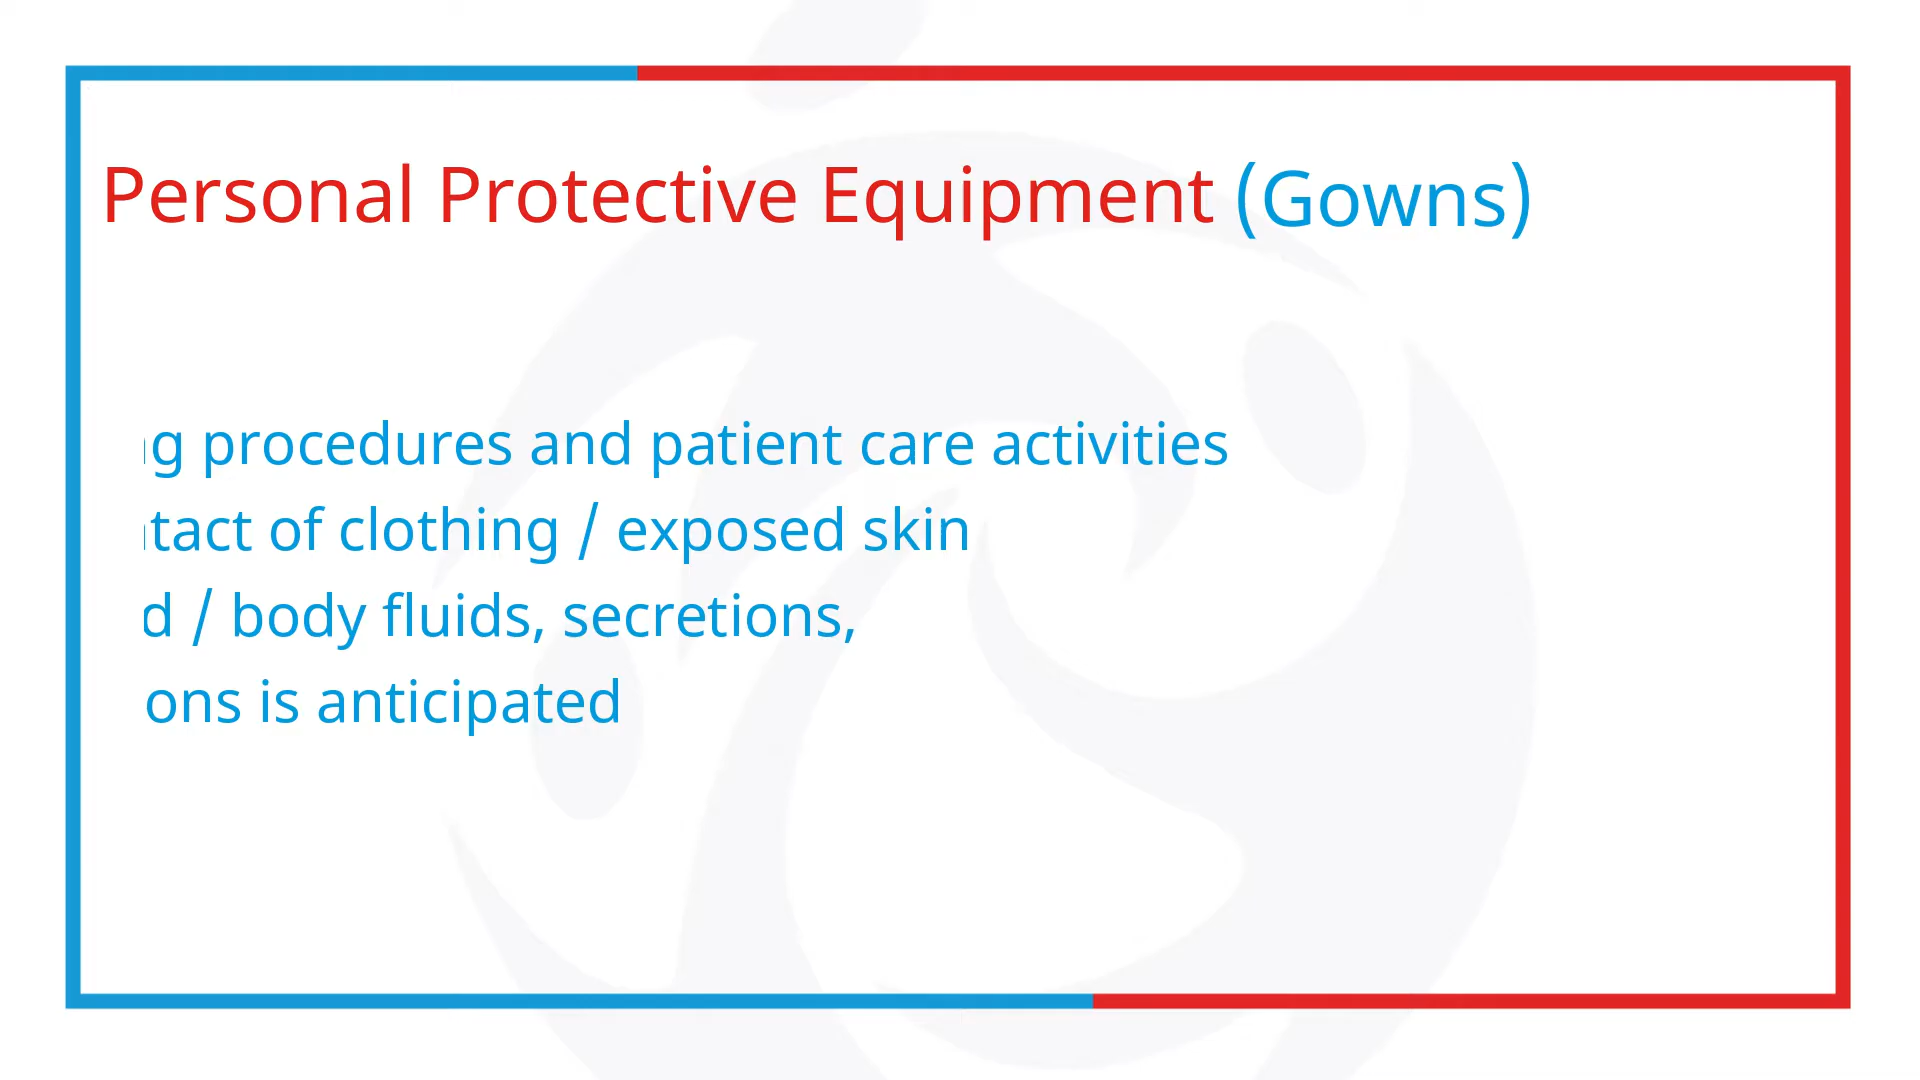 Personal Protective Equipment (Gowns)
procedures and patient care activities
of clothing / exposed skin
/ body fluids, secretions,
is anticipated